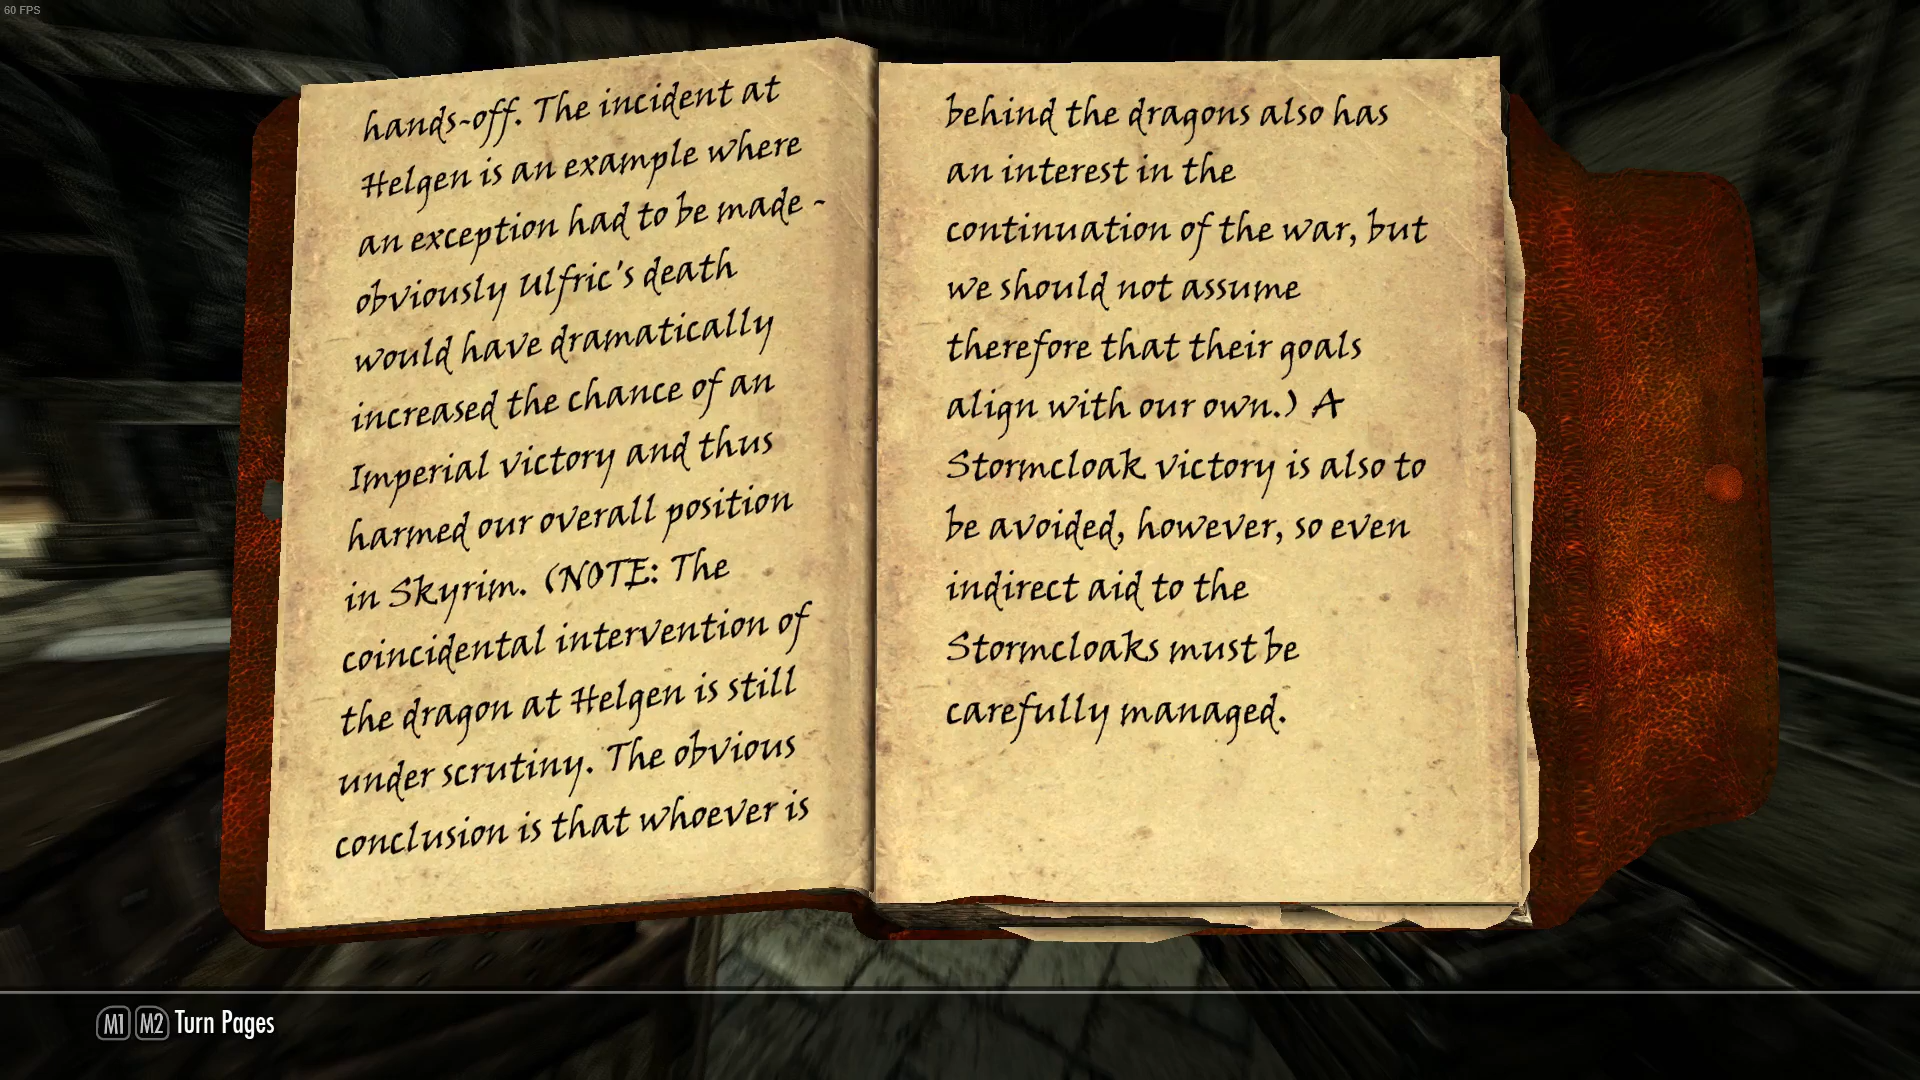 60 FPS
hands-off. The incident at
Helgen is an example where
an exception had to be made -
obviously Ulfric's death
would have dramatically
increased the chance of an
Imperial victory and thus
harmed our overall position
in Skyrim. (NOTE: The
coincidental intervention of
the dragon at Helgen is still
under scrutiny. The obvious
conclusion is that whoever is
behind the dragons also has
an interest in the
continuation of the war, but
we should not assume
therefore that their goals
align with our own.) A
Stormcloak victory is also to
be avoided, however, so even
indirect aid to the
Stormcloaks must be
carefully managed.
M1 M2 Turn Pages